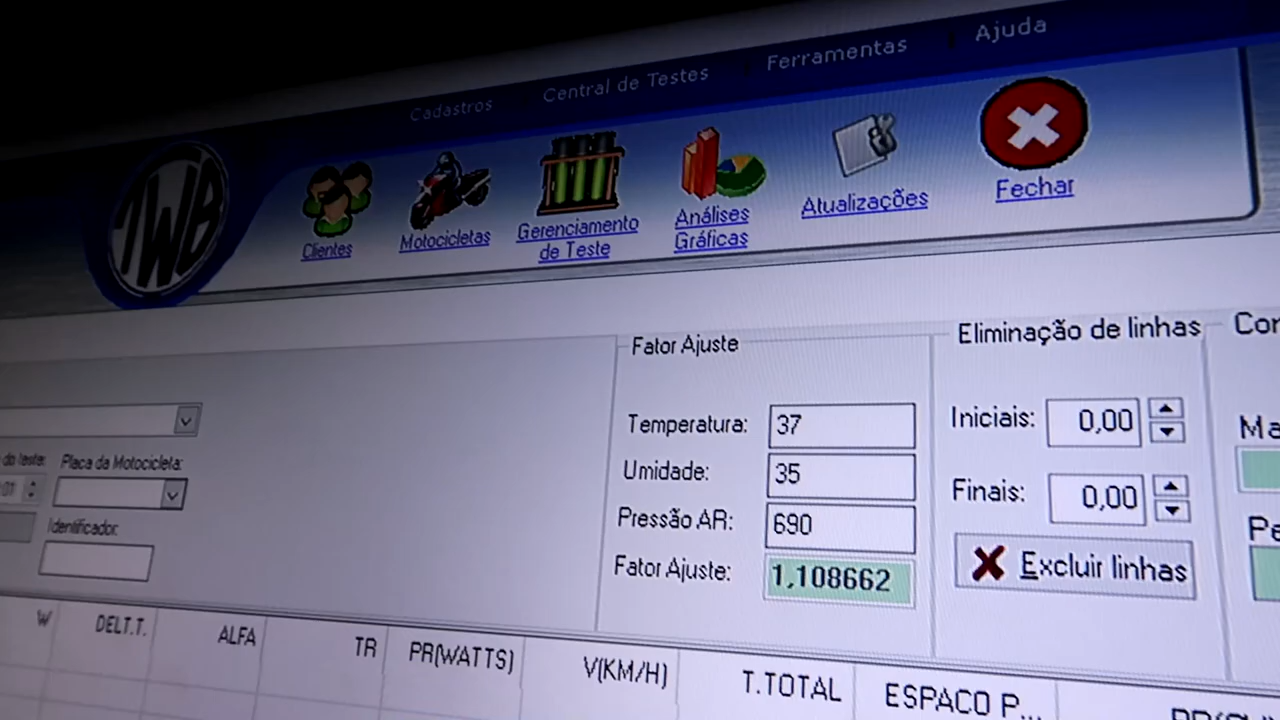 Cadastros Central de Testes Ferramentas Ajuda
TWB
Clientes
Motocicletas
Gerenciamento
de Teste
Análises
Gráficas
Atualizações
Fechar
Placa da Motocicleta:
Identificador:
Fator Ajuste
Temperatura: 37
Umidade: 35
Pressão AR: 690
Fator Ajuste: 1,108662
Eliminação de linhas
Iniciais: 0,00
Finais: 0,00
Excluir linhas
W DELT.T. ALFA TR PR(WATTS) V(KM/H) T.TOTAL ESPACO P...